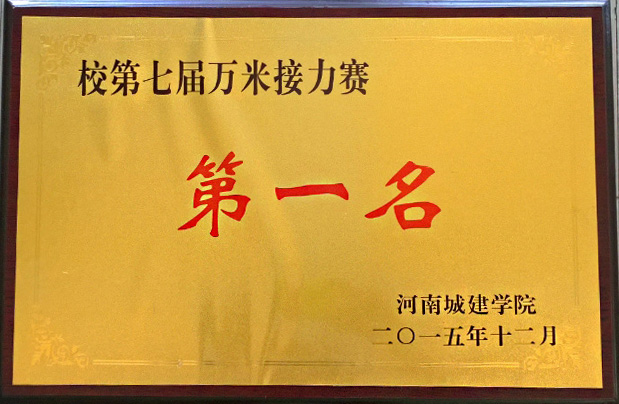 校第七届万米接力赛
第一名
河南城建学院
二〇一五年十二月